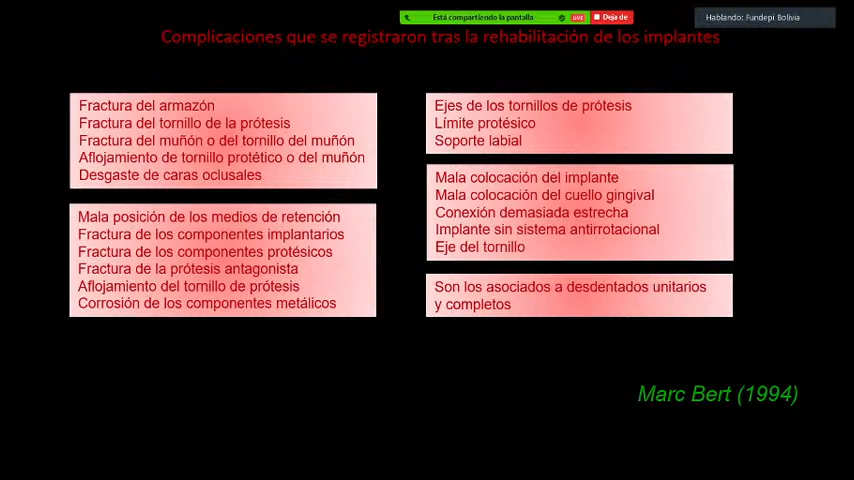 Está compartiendo la pantalla
LIVE
Deja de
Hablando: Fundepi Bolivia
Complicaciones que se registraron tras la rehabilitación de los implantes
Fractura del armazón
Fractura del tornillo de la prótesis
Fractura del muñón o del tornillo del muñón
Aflojamiento de tornillo protético o del muñón
Desgaste de caras oclusales
Mala posición de los medios de retención
Fractura de los componentes implantarios
Fractura de los componentes protésicos
Fractura de la prótesis antagonista
Aflojamiento del tornillo de prótesis
Corrosión de los componentes metálicos
Ejes de los tornillos de prótesis
Límite protésico
Soporte labial
Mala colocación del implante
Mala colocación del cuello gingival
Conexión demasiada estrecha
Implante sin sistema antirrotacional
Eje del tornillo
Son los asociados a desdentados unitarios
y completos
Marc Bert (1994)